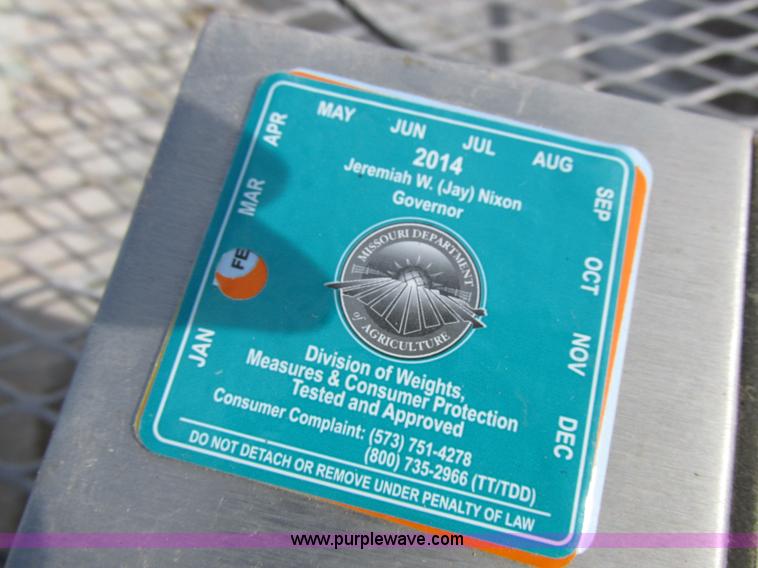 JAN
FE
MAR
APR
MAY
JUN
JUL
AUG
SEP
OCT
NOV
DEC
2014
Jeremiah W. (Jay) Nixon
Governor
MISSOURI DEPARTMENT
of AGRICULTURE
Division of Weights,
Measures & Consumer Protection
Tested and Approved
Consumer Complaint: (573) 751-4278
(800) 735-2966 (TT/TDD)
DO NOT DETACH OR REMOVE UNDER PENALTY OF LAW
www.purplewave.com